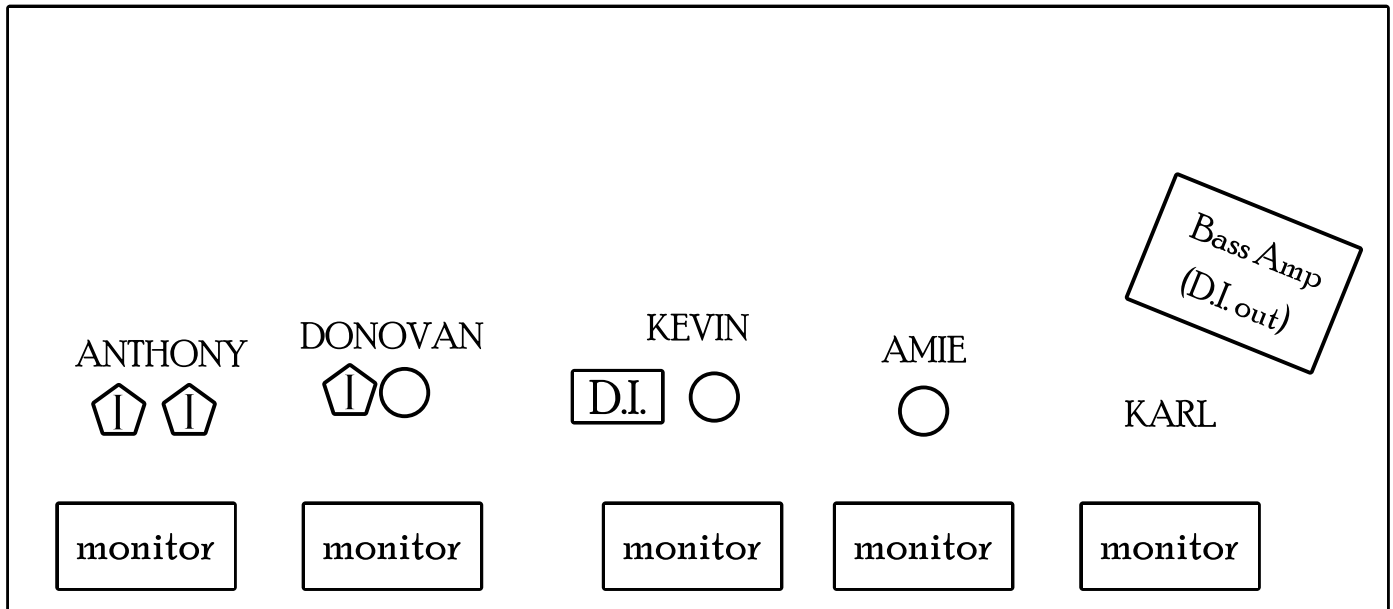 Bass Amp
(D.I. out)
ANTHONY
DONOVAN
KEVIN
AMIE
KARL
I
I
I
D.I.
monitor
monitor
monitor
monitor
monitor